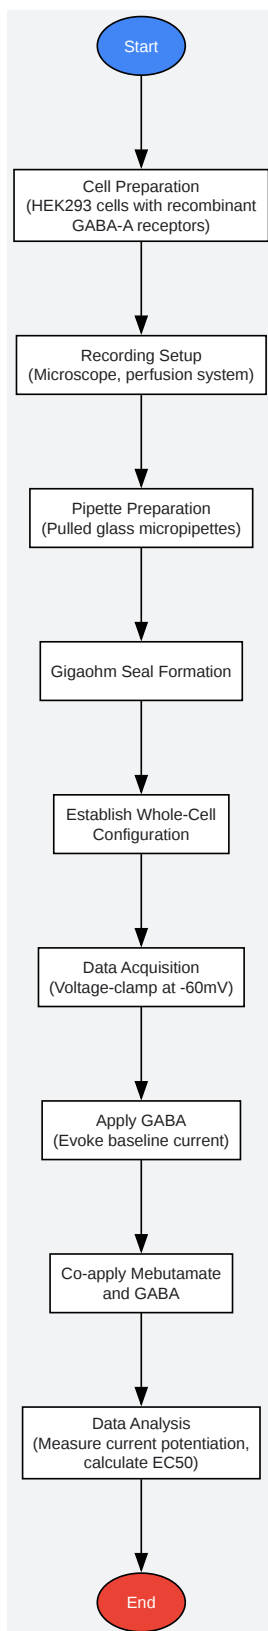 Start
Cell Preparation
(HEK293 cells with recombinant
GABA-A receptors)
Recording Setup
(Microscope, perfusion system)
Pipette Preparation
(Pulled glass micropipettes)
Gigaohm Seal Formation
Establish Whole-Cell
Configuration
Data Acquisition
(Voltage-clamp at -60mV)
Apply GABA
(Evoke baseline current)
Co-apply Mebutamate
and GABA
Data Analysis
(Measure current potentiation,
calculate EC50)
End